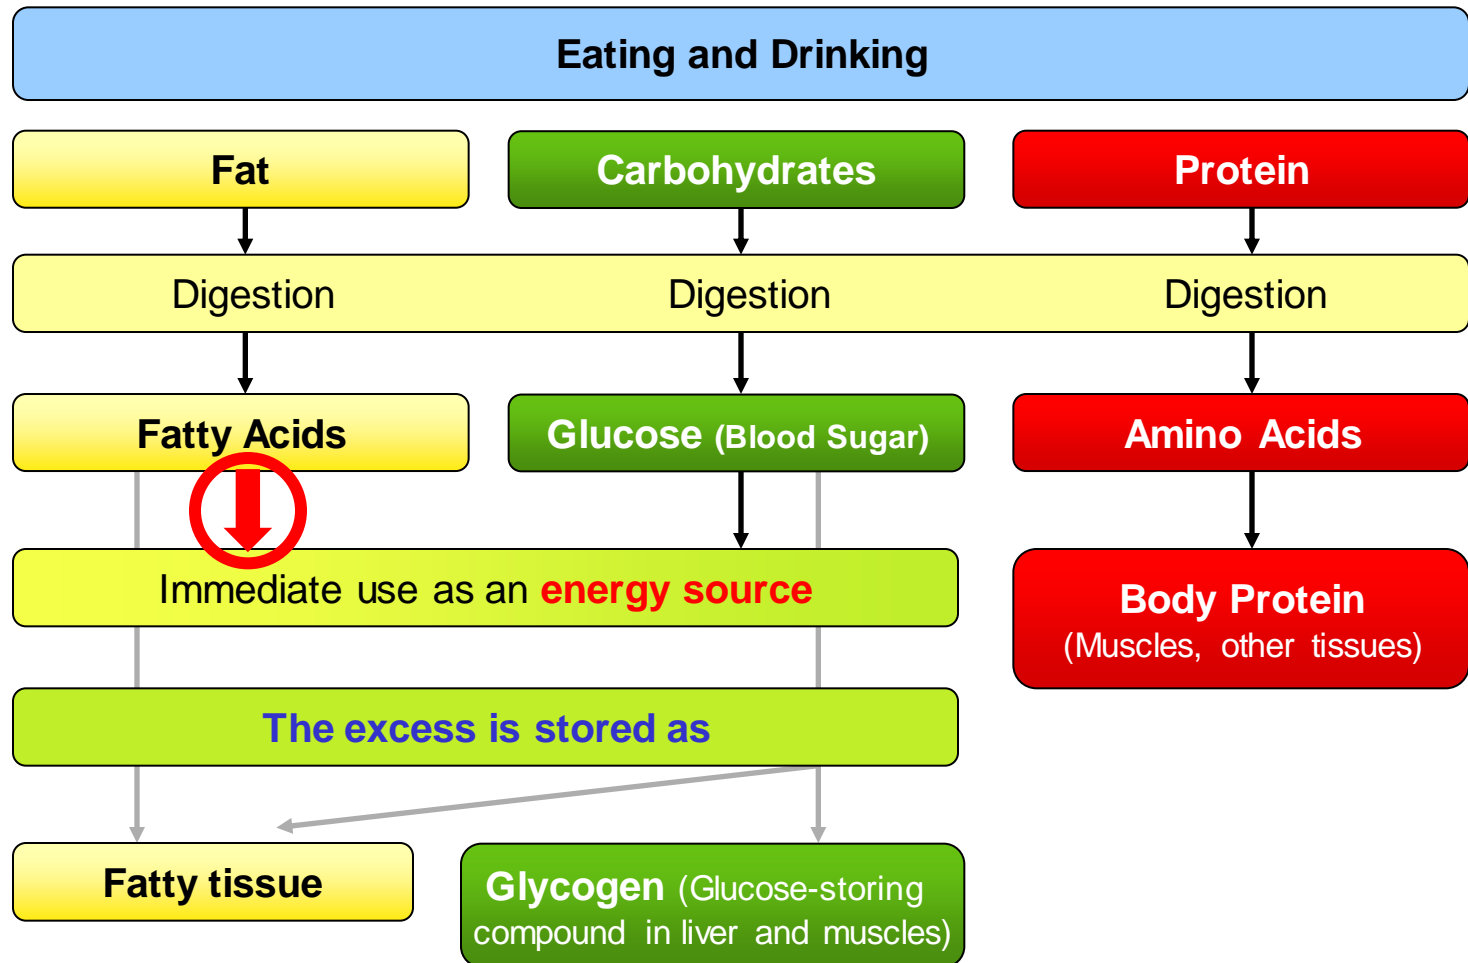 Eating and Drinking
Fat
Carbohydrates
Protein
Digestion
Digestion
Digestion
Fatty Acids
Glucose (Blood Sugar)
Amino Acids
Immediate use as an energy source
Body Protein
(Muscles, other tissues)
The excess is stored as
Fatty tissue
Glycogen (Glucose-storing
compound in liver and muscles)